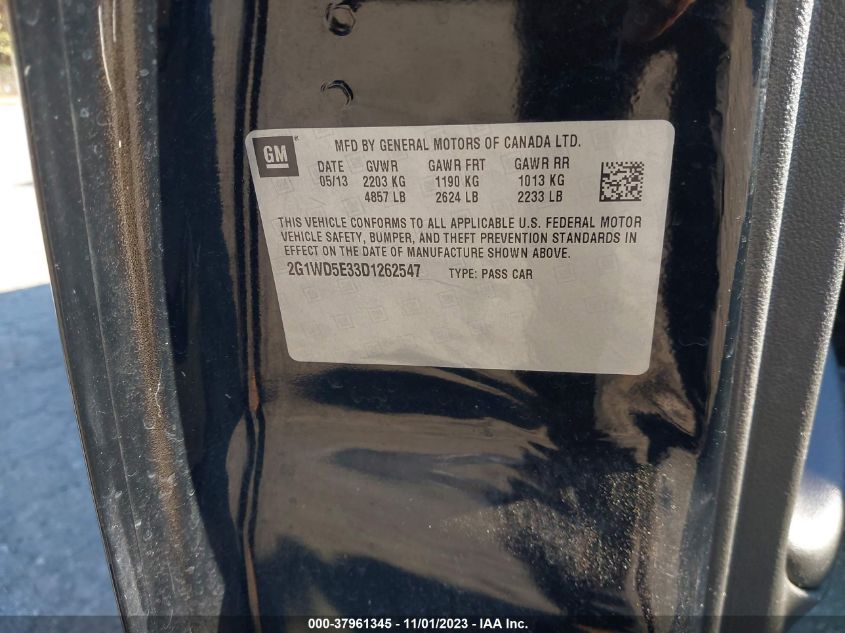 GM
MFD BY GENERAL MOTORS OF CANADA LTD.
DATE GVWR GAWR FRT GAWR RR
05/13 2203 KG 1190 KG 1013 KG
4857 LB 2624 LB 2233 LB
THIS VEHICLE CONFORMS TO ALL APPLICABLE U.S. FEDERAL MOTOR
VEHICLE SAFETY, BUMPER, AND THEFT PREVENTION STANDARDS IN
EFFECT ON THE DATE OF MANUFACTURE SHOWN ABOVE.
2G1WD5E33D1262547 TYPE: PASS CAR
000-37961345 - 11/01/2023 - IAA Inc.